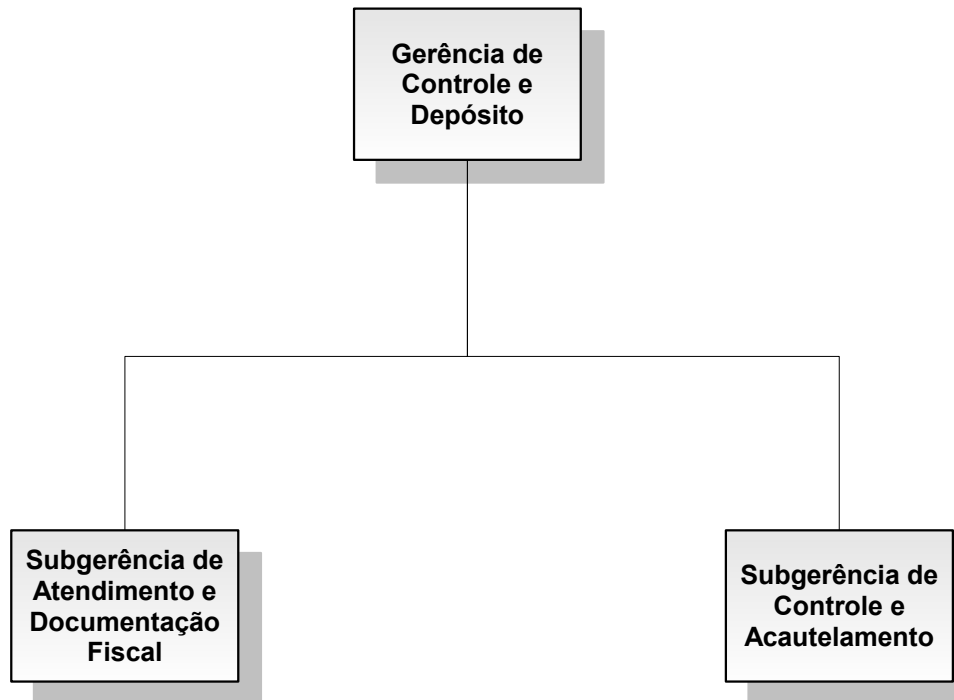 Gerência de
Controle e
Depósito
Subgerência de
Atendimento e
Documentação
Fiscal
Subgerência de
Controle e
Acautelamento